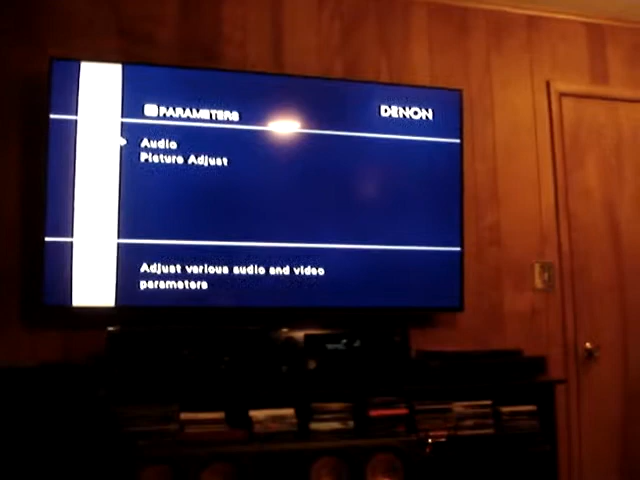 PARAMETERS
DENON
Audio
Picture Adjust
Adjust various audio and video
parameters